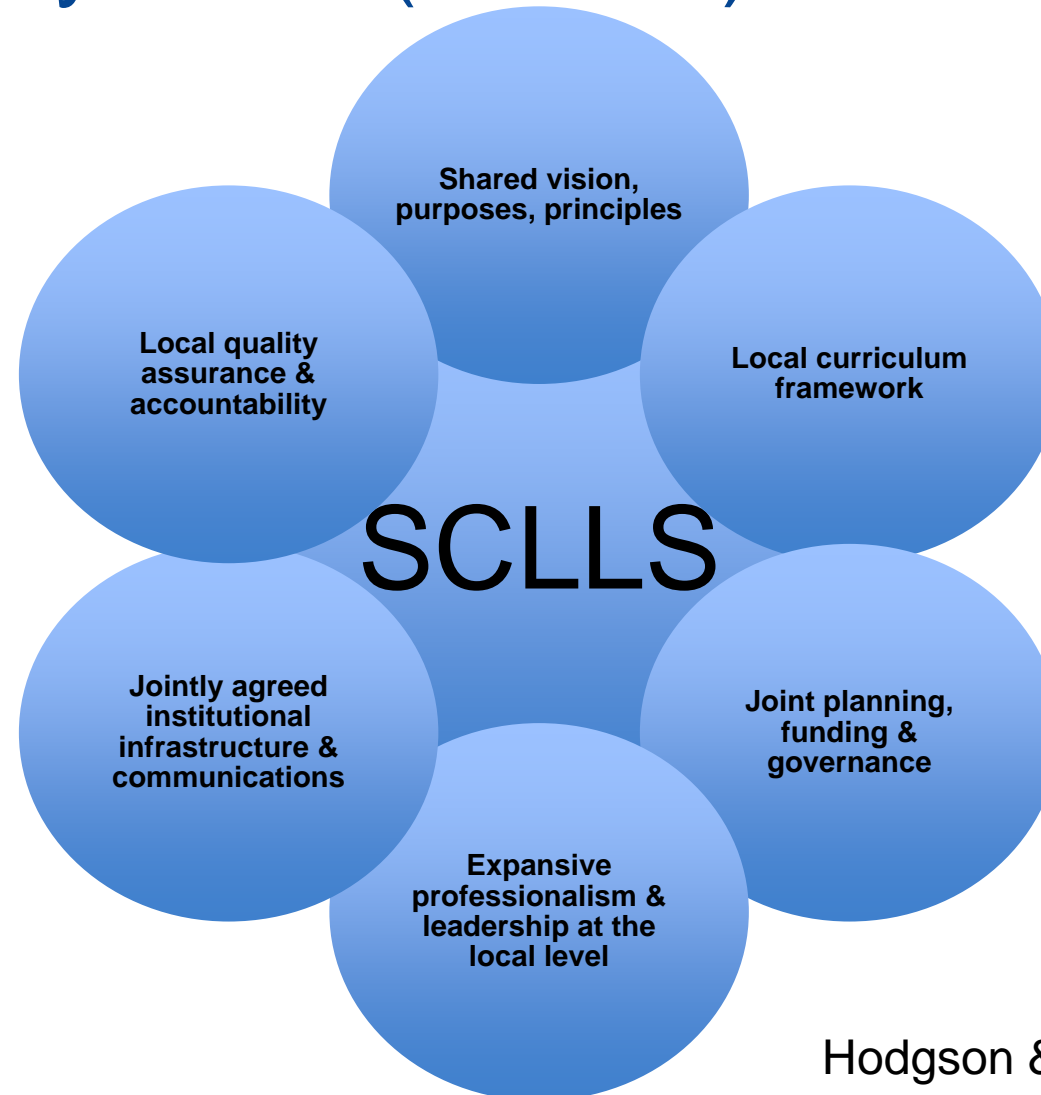 Shared vision,
purposes, principles
Local quality
assurance &
accountability
Local curriculum
framework
SCLLS
Jointly agreed
institutional
infrastructure &
communications
Joint planning,
funding &
governance
Expansive
professionalism &
leadership at the
local level
Hodgson &